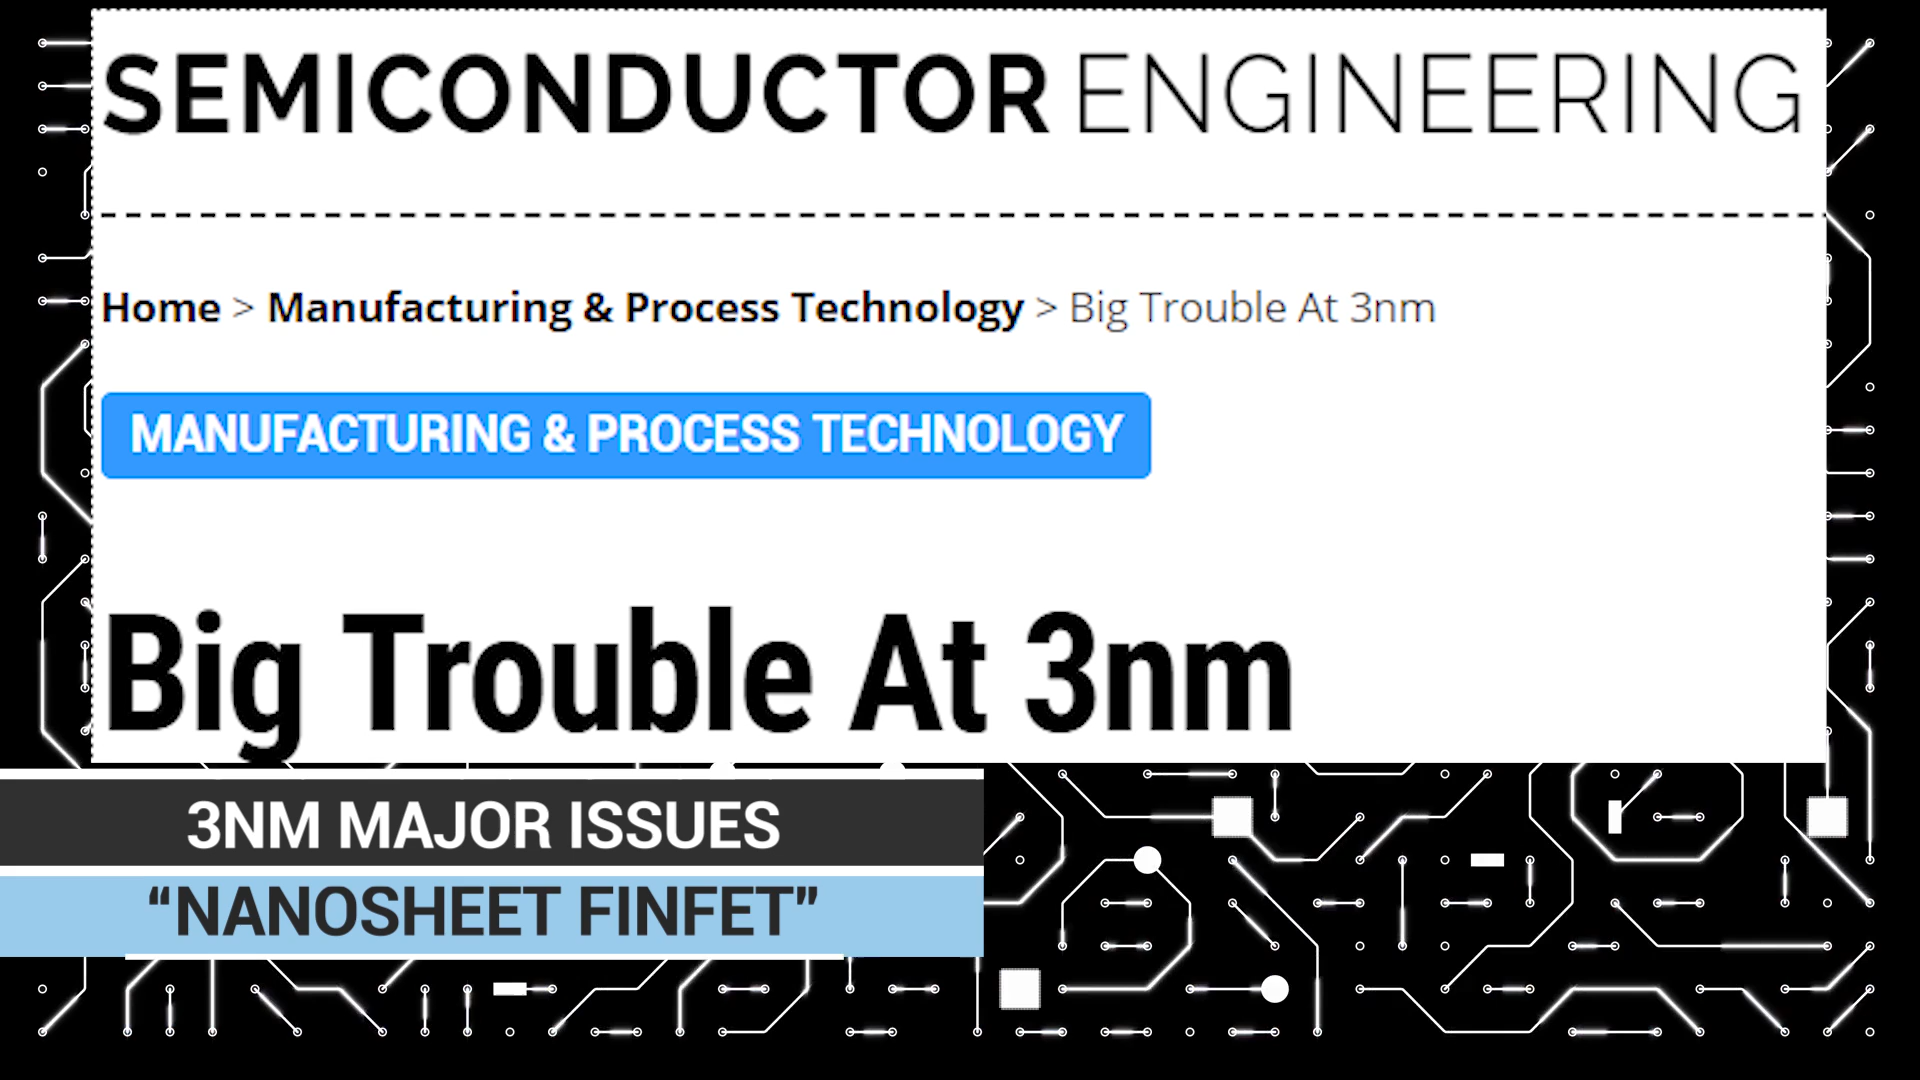 SEMICONDUCTOR ENGINEERING
Home > Manufacturing & Process Technology > Big Trouble At 3nm
MANUFACTURING & PROCESS TECHNOLOGY
Big Trouble At 3nm
3NM MAJOR ISSUES
“NANOSHEET FINFET”